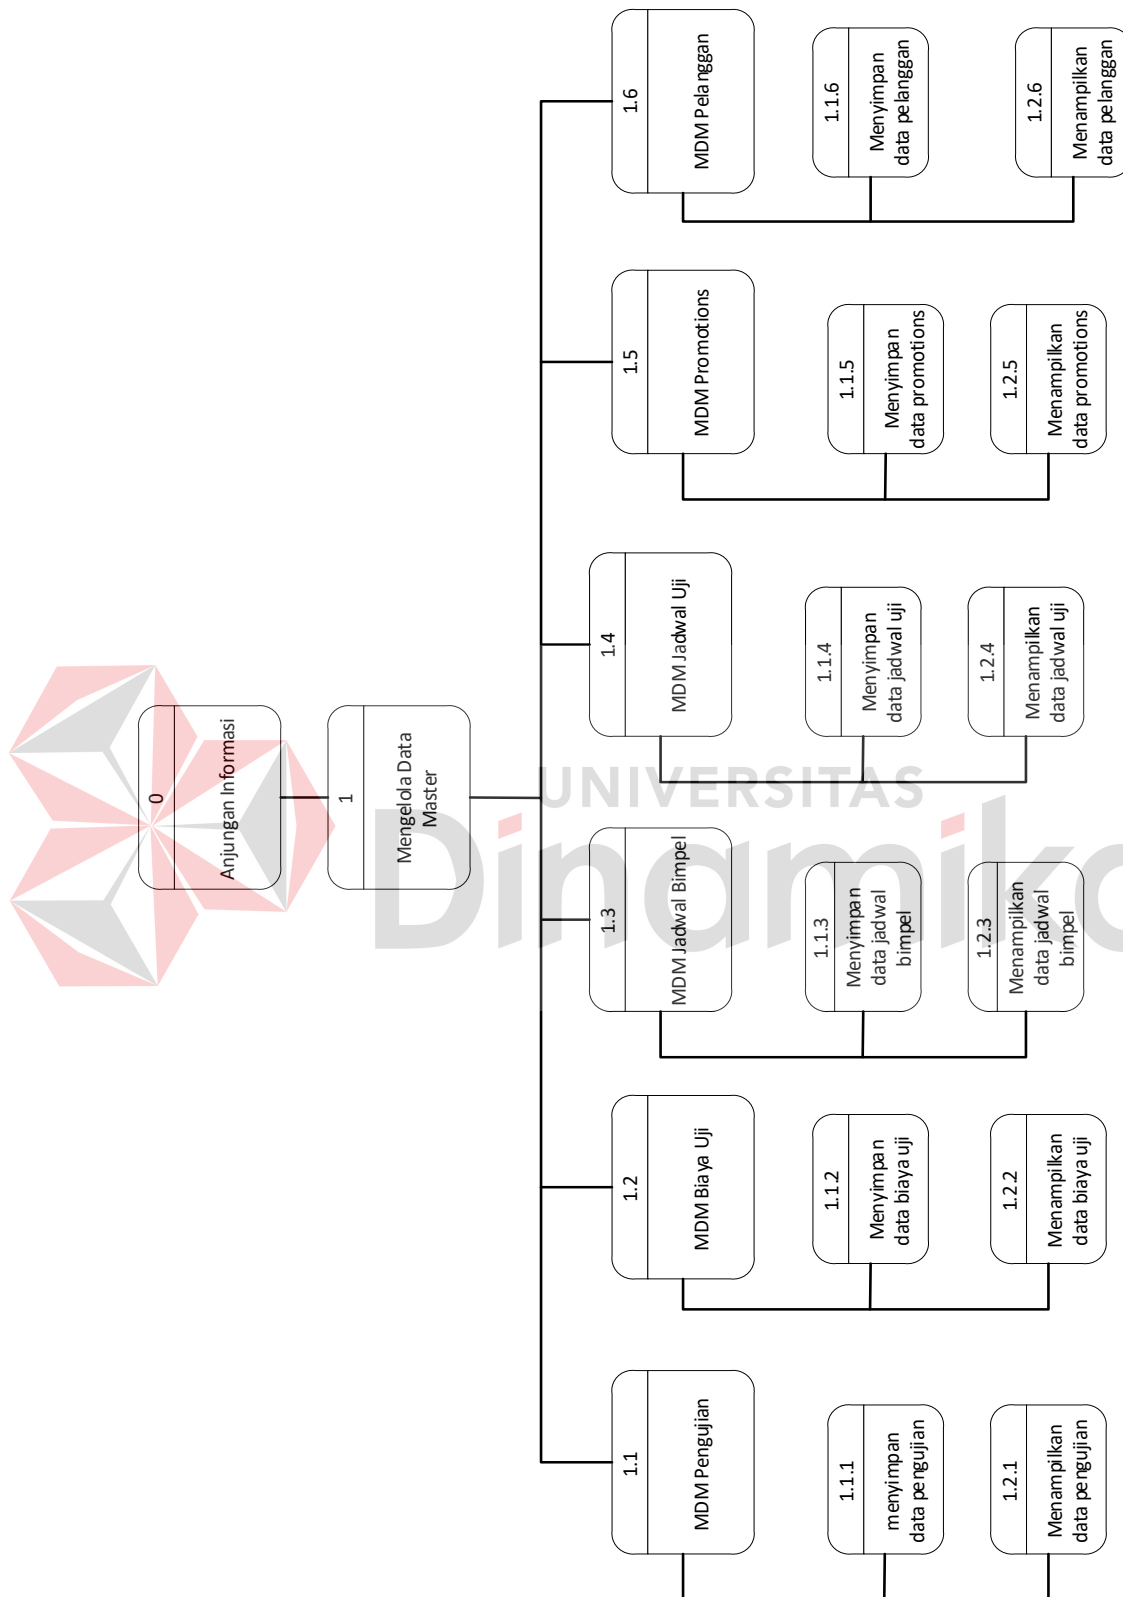 0
Anjungan Informasi
1
Mengelola Data
Master
1.1
MDM Pengujian
1.1.1
menyimpan
data pengujian
1.2.1
Menampilkan
data pengujian
1.2
MDM Biaya Uji
1.1.2
Menyimpan
data biaya uji
1.2.2
Menampilkan
data biaya uji
1.3
MDM Jadwal Bimpel
1.1.3
Menyimpan
data jadwal
bimpel
1.2.3
Menampilkan
data jadwal
bimpel
1.4
MDM Jadwal Uji
1.1.4
Menyimpan
data jadwal uji
1.2.4
Menampilkan
data jadwal uji
1.5
MDM Promotions
1.1.5
Menyimpan
data promotions
1.2.5
Menampilkan
data promotions
1.6
MDM Pelanggan
1.1.6
Menyimpan
data pelanggan
1.2.6
Menampilkan
data pelanggan
UNIVERSITAS
Dinamika